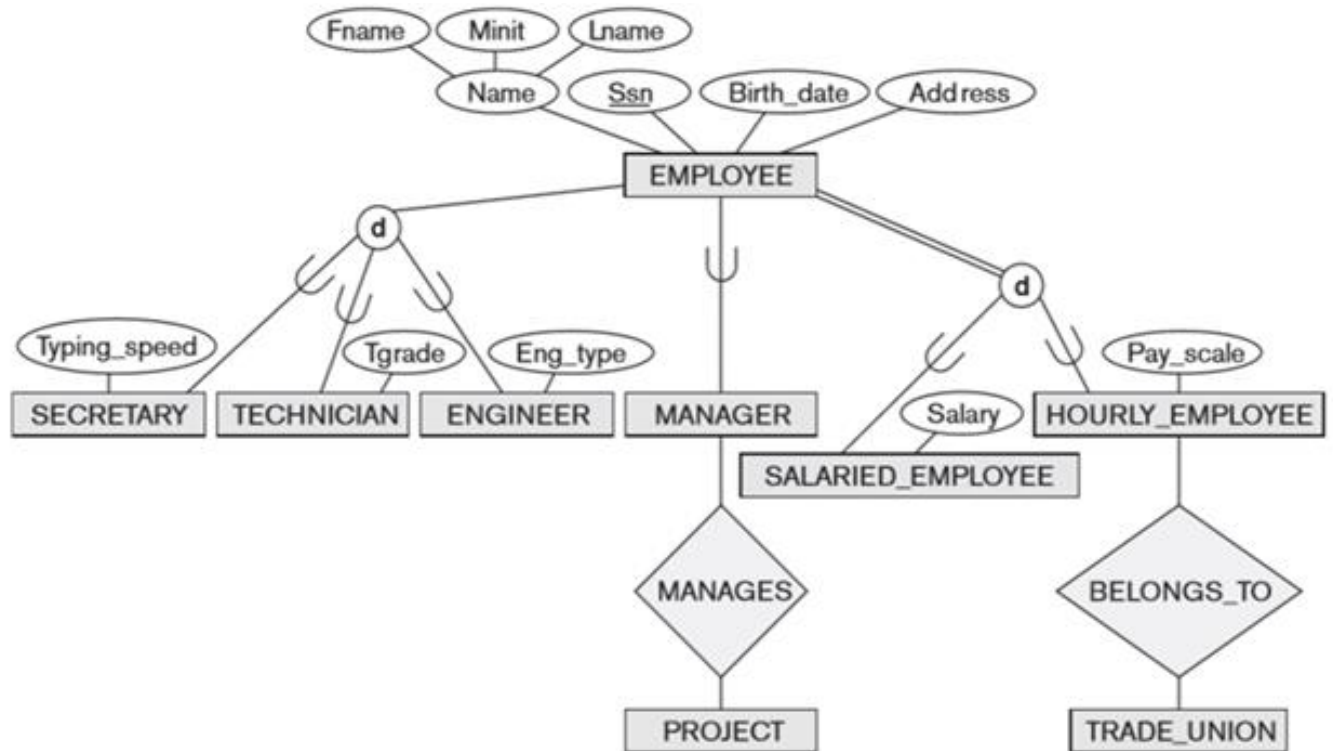 Fname Minit Lname
Name Ssn Birth_date Address
EMPLOYEE
d
d
Typing_speed Tgrade Eng_type Pay_scale
SECRETARY TECHNICIAN ENGINEER MANAGER Salary HOURLY_EMPLOYEE
SALARIED_EMPLOYEE
MANAGES BELONGS_TO
PROJECT TRADE_UNION